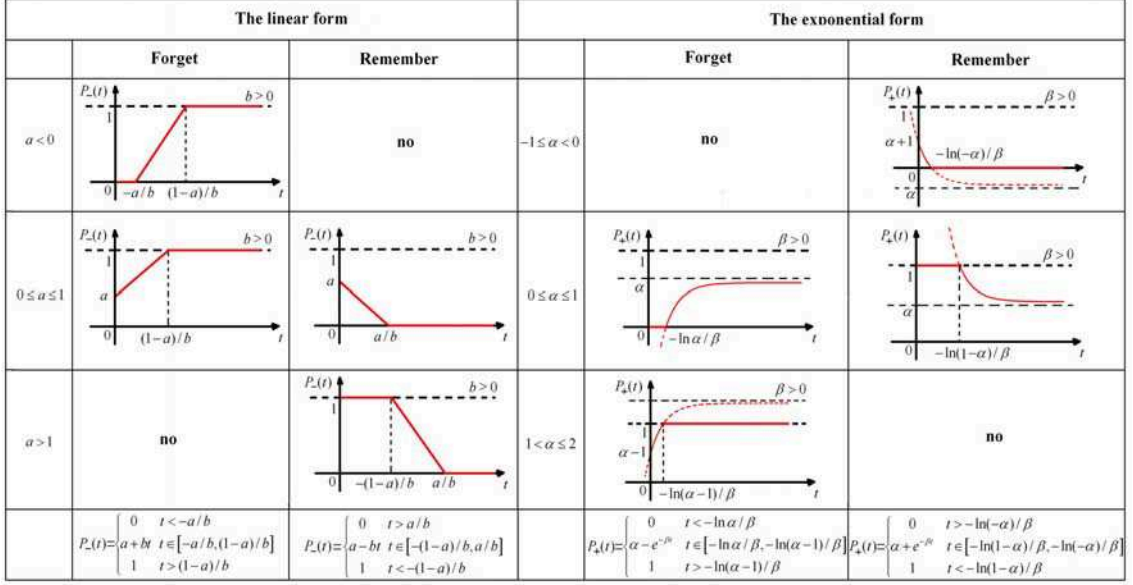 The linear form
The exponential form
Forget
Remember
Forget
Remember
a<0
P₋(t)
b>0
1
0
-a/b
(1-a)/b
t
no
-1≤α<0
no
P₊(t)
β>0
1
α+1
-ln(-α)/β
0
α
t
0≤a≤1
P₋(t)
b>0
1
a
0
(1-a)/b
t
P₋(t)
b>0
1
a
0
a/b
t
0≤α≤1
P₊(t)
β>0
1
α
0
-lnα/β
t
P₊(t)
β>0
1
α
0
-ln(1-α)/β
t
a>1
no
P₋(t)
b>0
1
0
-(1-a)/b
a/b
t
1<α≤2
P₊(t)
β>0
1
α-1
0
-ln(α-1)/β
t
no
P₋(t)={ 0 t<-a/b
a+bt t∈[-a/b,(1-a)/b]
1 t>(1-a)/b
P₋(t)={ 0 t>a/b
a-bt t∈[-(1-a)/b,a/b]
1 t<-(1-a)/b
P₊(t)={ 0 t<-lnα/β
α-e^{-βt} t∈[-lnα/β,-ln(α-1)/β]
1 t>-ln(α-1)/β
P₊(t)={ 0 t>-ln(-α)/β
α+e^{-βt} t∈[-ln(1-α)/β,-ln(-α)/β]
1 t<-ln(1-α)/β